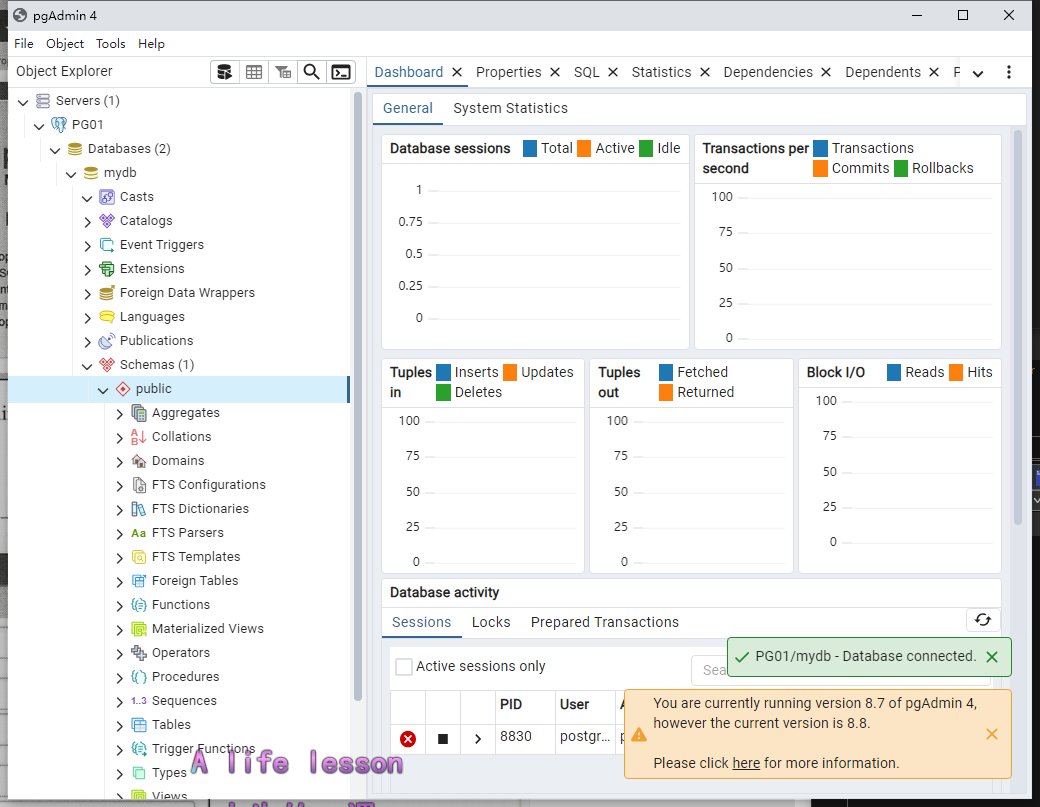 pgAdmin 4
File Object Tools Help
Object Explorer
Dashboard Properties SQL Statistics Dependencies Dependents
Servers (1)
PG01
Databases (2)
mydb
Casts
Catalogs
Event Triggers
Extensions
Foreign Data Wrappers
Languages
Publications
Schemas (1)
public
Aggregates
Collations
Domains
FTS Configurations
FTS Dictionaries
Aa FTS Parsers
FTS Templates
Foreign Tables
Functions
Materialized Views
Operators
Procedures
1..3 Sequences
Tables
Trigger Functions
Types
Views
General System Statistics
Database sessions Total Active Idle
1
0.75
0.5
0.25
0
Transactions per second Transactions
Commits Rollbacks
100
75
50
25
0
Tuples in Inserts Updates
Deletes
100
75
50
25
0
Tuples out Fetched
Returned
100
75
50
25
0
Block I/O Reads Hits
100
75
50
25
0
Database activity
Sessions Locks Prepared Transactions
Active sessions only Sea
PID User
8830 postgr...
PG01/mydb - Database connected.
You are currently running version 8.7 of pgAdmin 4,
however the current version is 8.8.
Please click here for more information.
A life lesson